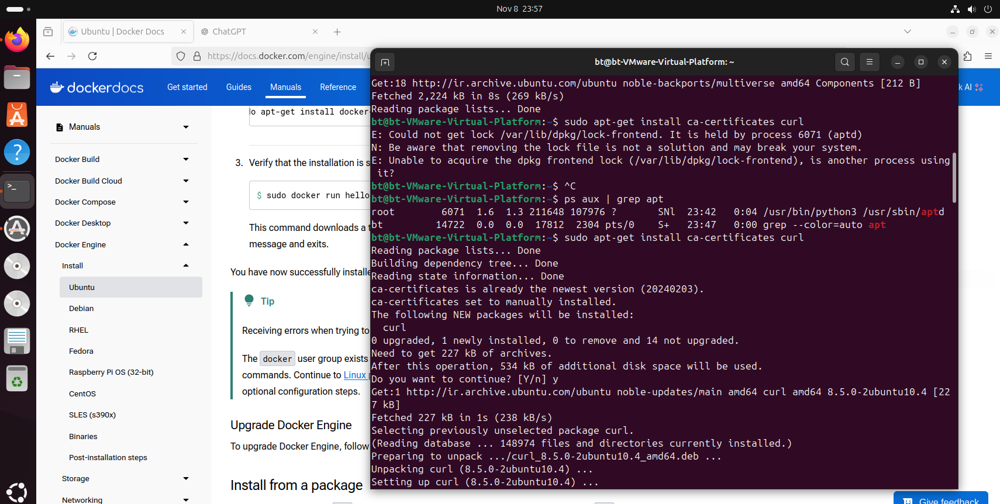 Nov 8 23:57
Ubuntu | Docker Docs
ChatGPT
https://docs.docker.com/engine/install/u
bt@bt-VMware-Virtual-Platform: ~
dockerdocs
Get started
Guides
Manuals
Reference
k AI
Manuals
Docker Build
Docker Build Cloud
Docker Compose
Docker Desktop
Docker Engine
Install
Ubuntu
Debian
RHEL
Fedora
Raspberry Pi OS (32-bit)
CentOS
SLES (s390x)
Binaries
Post-installation steps
Storage
Networking
do apt-get install docker-
3. Verify that the installation is s
$ sudo docker run hello
This command downloads a t
message and exits.
You have now successfully installe
Tip
Receiving errors when trying to
The docker user group exists
commands. Continue to Linux p
optional configuration steps.
Upgrade Docker Engine
To upgrade Docker Engine, follow
Install from a package
Get:18 http://ir.archive.ubuntu.com/ubuntu noble-backports/multiverse amd64 Components [212 B]
Fetched 2,224 kB in 8s (269 kB/s)
Reading package lists... Done
bt@bt-VMware-Virtual-Platform:~$ sudo apt-get install ca-certificates curl
E: Could not get lock /var/lib/dpkg/lock-frontend. It is held by process 6071 (aptd)
N: Be aware that removing the lock file is not a solution and may break your system.
E: Unable to acquire the dpkg frontend lock (/var/lib/dpkg/lock-frontend), is another process using
it?
bt@bt-VMware-Virtual-Platform:~$ ^C
bt@bt-VMware-Virtual-Platform:~$ ps aux | grep apt
root 6071 1.6 1.3 211648 107976 ? SNl 23:42 0:04 /usr/bin/python3 /usr/sbin/aptd
bt 14722 0.0 0.0 17812 2304 pts/0 S+ 23:47 0:00 grep --color=auto apt
bt@bt-VMware-Virtual-Platform:~$ sudo apt-get install ca-certificates curl
Reading package lists... Done
Building dependency tree... Done
Reading state information... Done
ca-certificates is already the newest version (20240203).
ca-certificates set to manually installed.
The following NEW packages will be installed:
curl
0 upgraded, 1 newly installed, 0 to remove and 14 not upgraded.
Need to get 227 kB of archives.
After this operation, 534 kB of additional disk space will be used.
Do you want to continue? [Y/n] y
Get:1 http://ir.archive.ubuntu.com/ubuntu noble-updates/main amd64 curl amd64 8.5.0-2ubuntu10.4 [22
7 kB]
Fetched 227 kB in 1s (238 kB/s)
Selecting previously unselected package curl.
(Reading database ... 148974 files and directories currently installed.)
Preparing to unpack .../curl_8.5.0-2ubuntu10.4_amd64.deb ...
Unpacking curl (8.5.0-2ubuntu10.4) ...
Setting up curl (8.5.0-2ubuntu10.4) ...
Give feedback